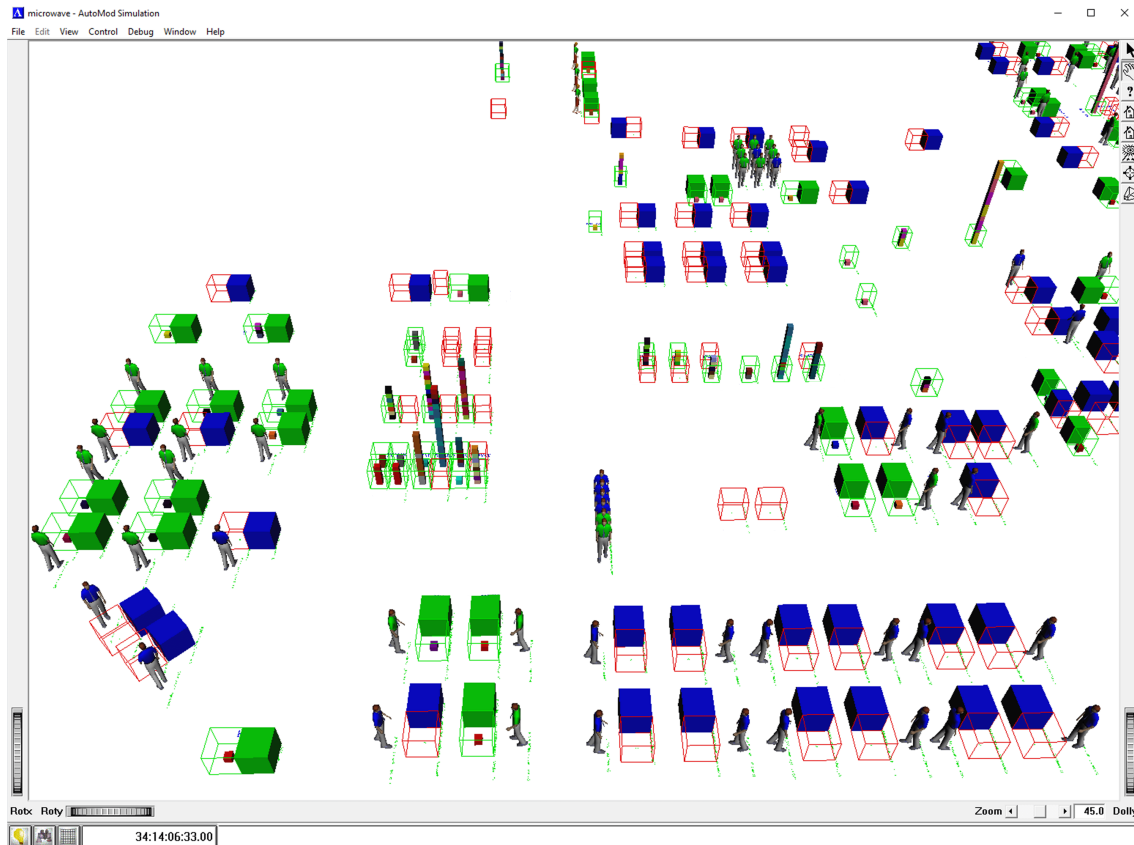 microwave - AutoMod Simulation
File Edit View Control Debug Window Help
?
Rotx Roty
Zoom 45.0 Dolly
34:14:06:33.00